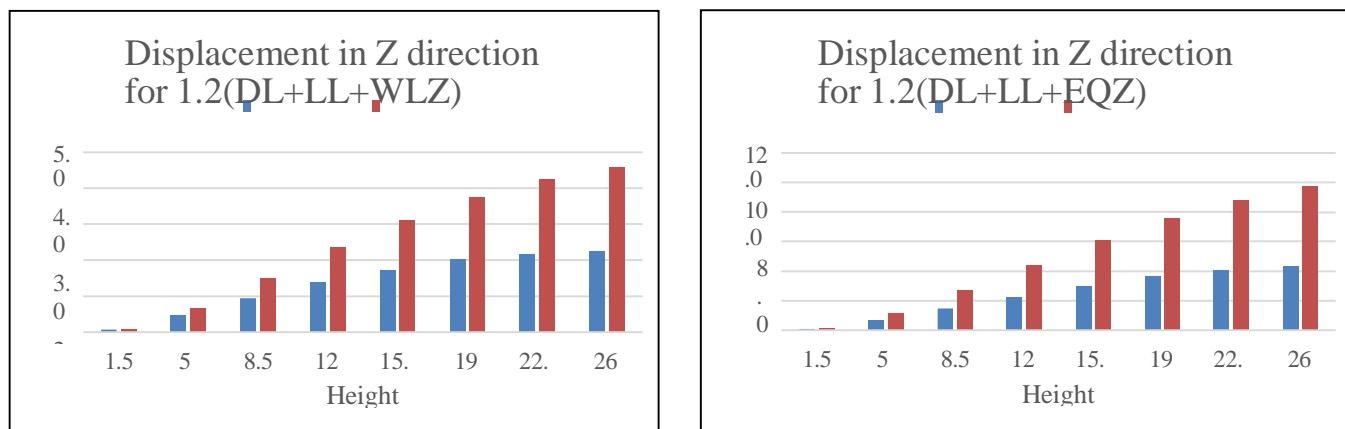 Displacement in Z direction
for 1.2(DL+LL+WLZ)
5.
0
4.
0
3.
0
1.5 5 8.5 12 15. 19 22. 26
Height
Displacement in Z direction
for 1.2(DL+LL+EQZ)
12
.0
10
.0
8
.
0
1.5 5 8.5 12 15. 19 22. 26
Height